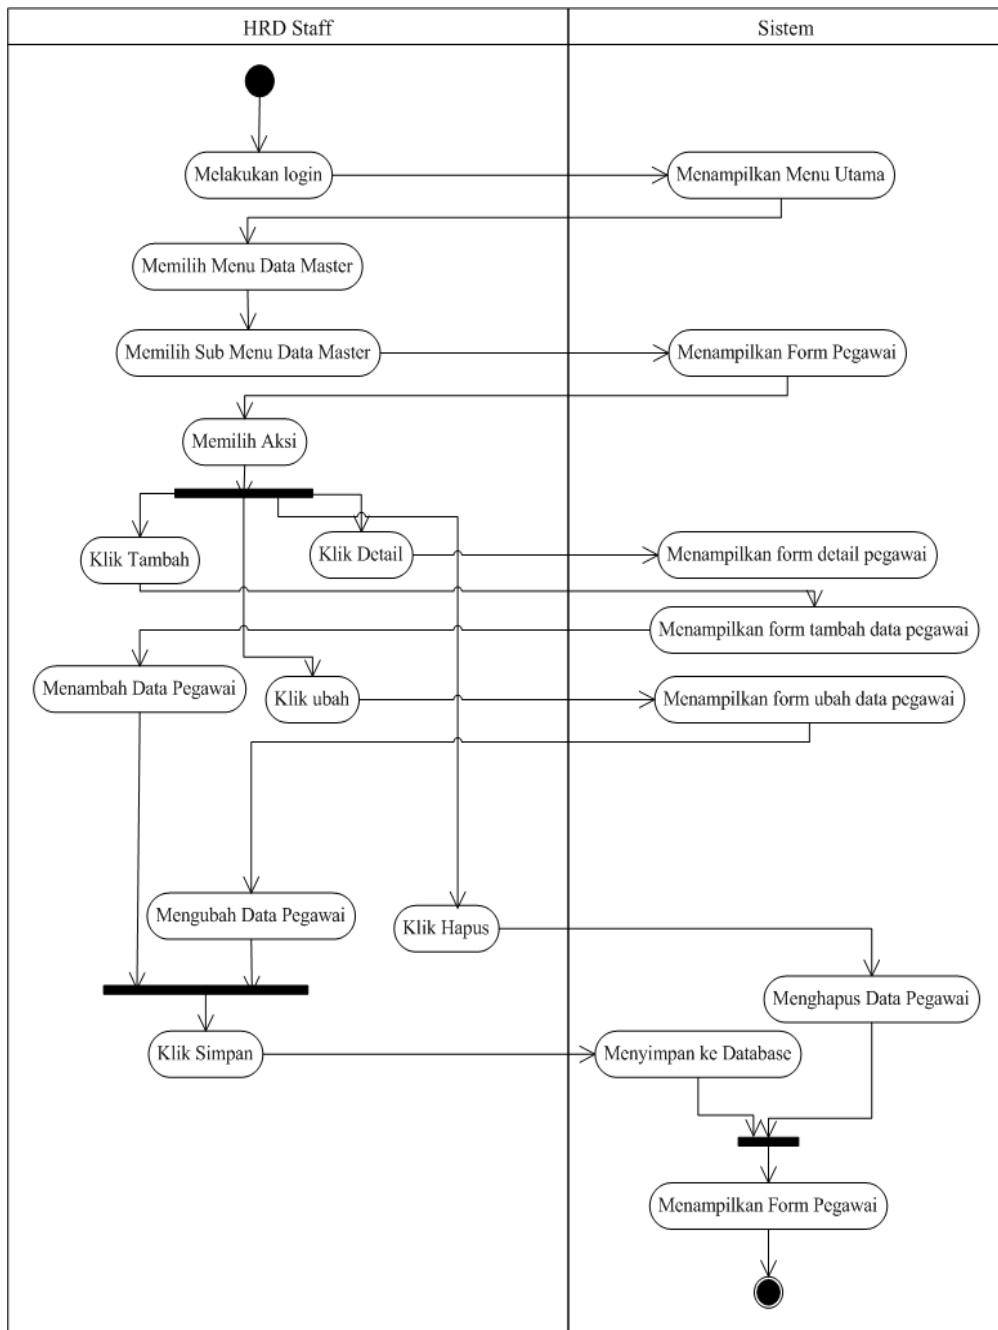 HRD Staff
Sistem
Melakukan login
Menampilkan Menu Utama
Memilih Menu Data Master
Memilih Sub Menu Data Master
Menampilkan Form Pegawai
Memilih Aksi
Klik Tambah
Klik Detail
Menampilkan form detail pegawai
Menampilkan form tambah data pegawai
Menambah Data Pegawai
Klik ubah
Menampilkan form ubah data pegawai
Mengubah Data Pegawai
Klik Hapus
Menghapus Data Pegawai
Klik Simpan
Menyimpan ke Database
Menampilkan Form Pegawai